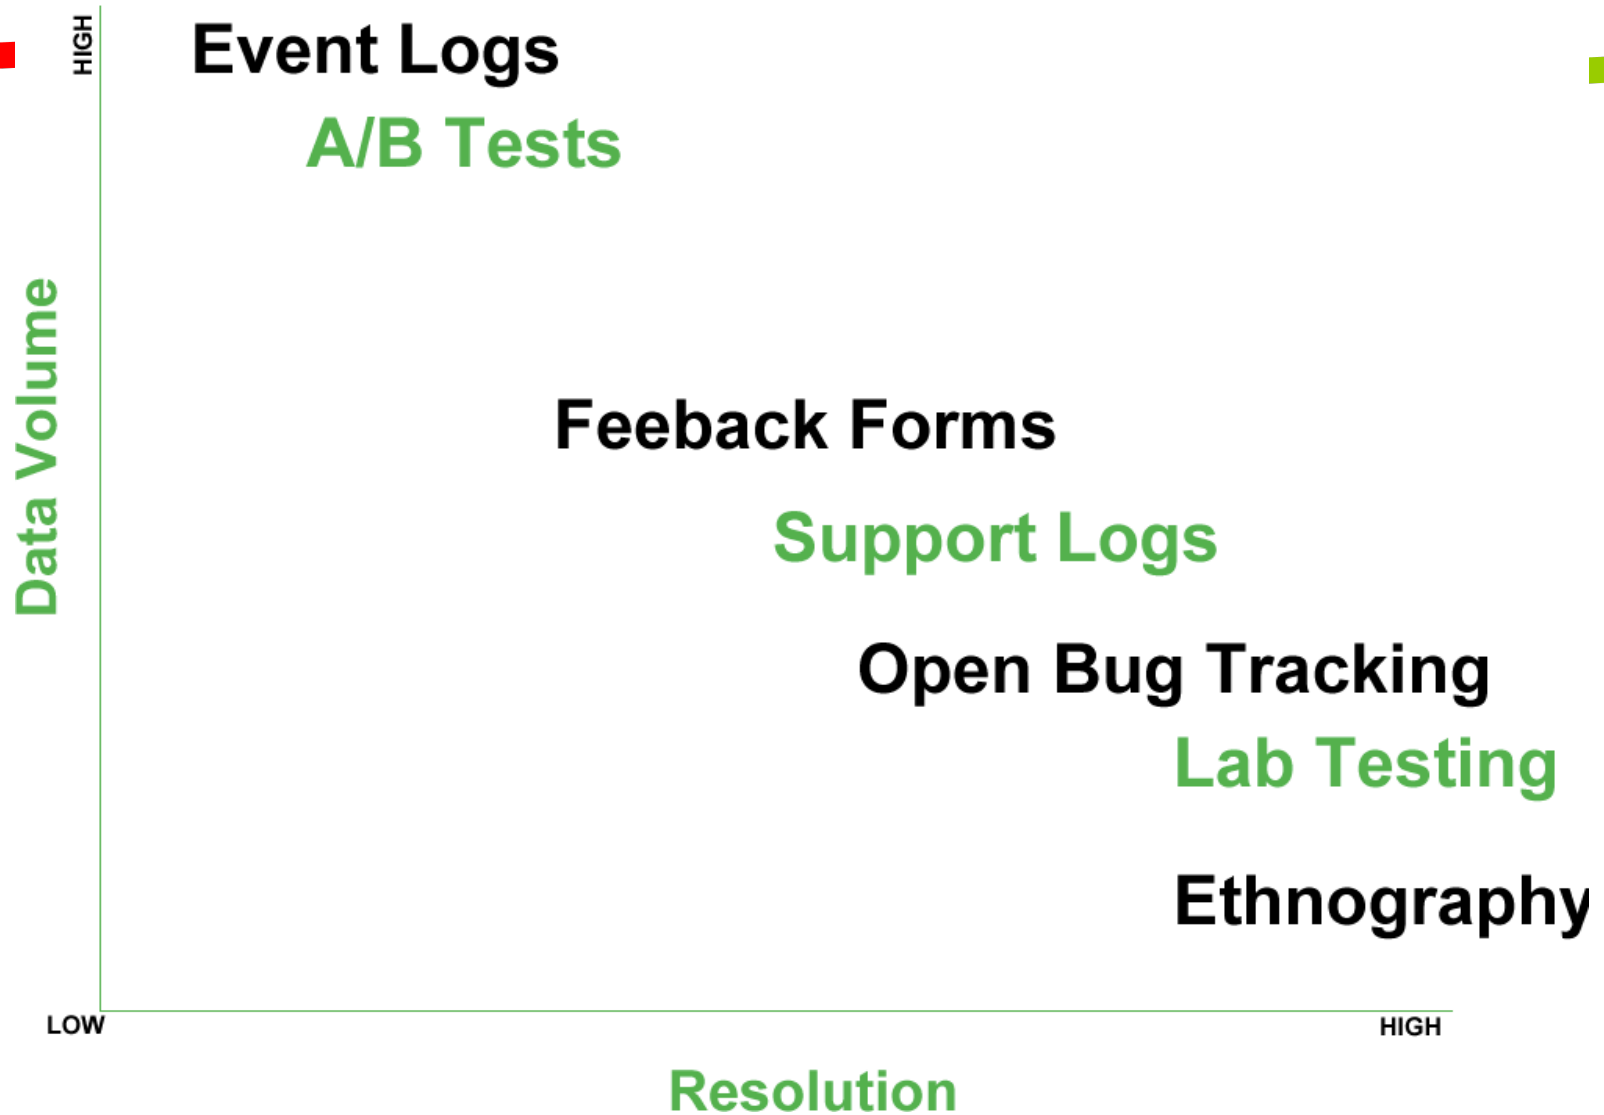 HIGH
Event Logs
A/B Tests
Data Volume
Feeback Forms
Support Logs
Open Bug Tracking
Lab Testing
Ethnography
LOW
HIGH
Resolution